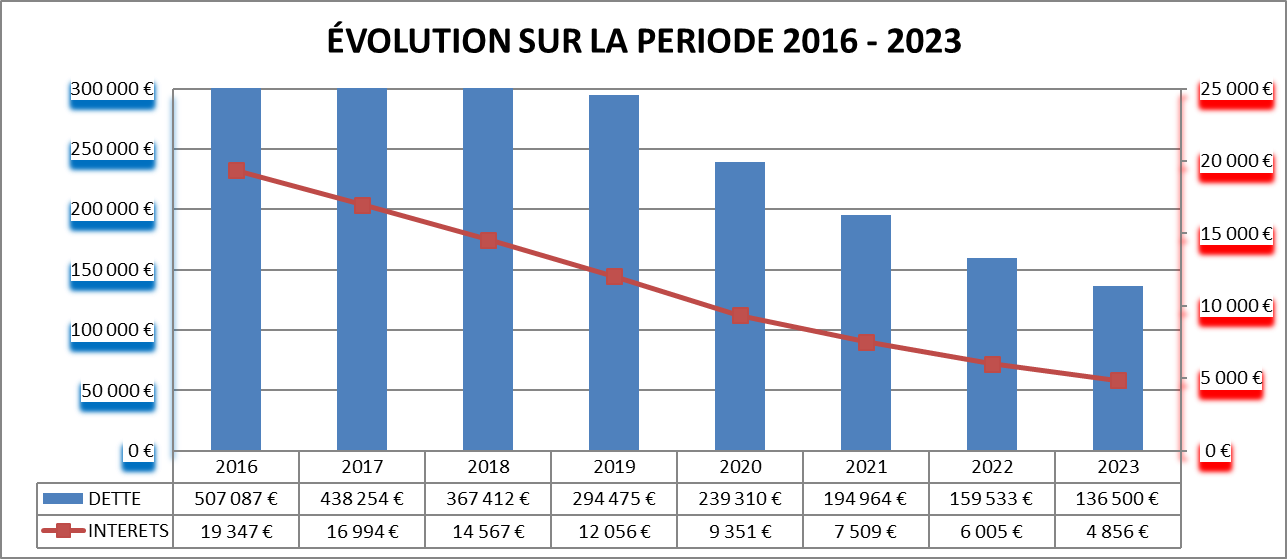 ÉVOLUTION SUR LA PERIODE 2016 - 2023
300 000 € 25 000 €
250 000 € 20 000 €
200 000 € 15 000 €
150 000 € 10 000 €
100 000 € 5 000 €
50 000 € 0 €
0 €
2016 2017 2018 2019 2020 2021 2022 2023
DETTE 507 087 € 438 254 € 367 412 € 294 475 € 239 310 € 194 964 € 159 533 € 136 500 €
INTERETS 19 347 € 16 994 € 14 567 € 12 056 € 9 351 € 7 509 € 6 005 € 4 856 €